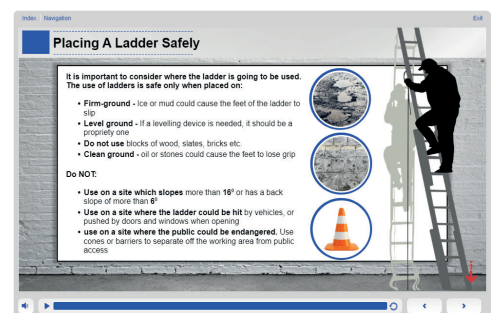 Index | Navigation
Exit
Placing A Ladder Safely
It is important to consider where the ladder is going to be used.
The use of ladders is safe only when placed on:
• Firm-ground - Ice or mud could cause the feet of the ladder to
slip
• Level ground - If a levelling device is needed, it should be a
propriety one
• Do not use blocks of wood, slates, bricks etc.
• Clean ground - oil or stones could cause the feet to lose grip
Do NOT:
• Use on a site which slopes more than 16⁰ or has a back
slope of more than 6⁰
• Use on a site where the ladder could be hit by vehicles, or
pushed by doors and windows when opening
• use on a site where the public could be endangered. Use
cones or barriers to separate off the working area from public
access